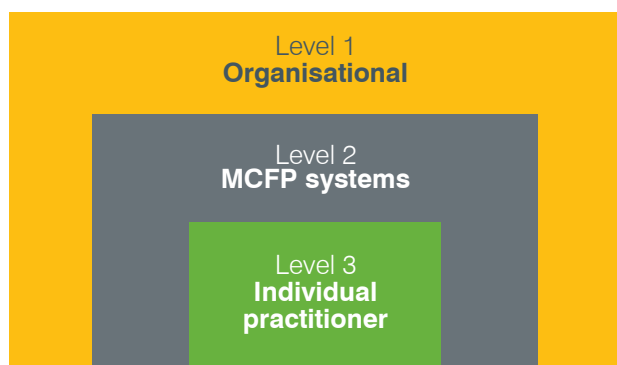 Level 1
Organisational
Level 2
MCFP systems
Level 3
Individual
practitioner